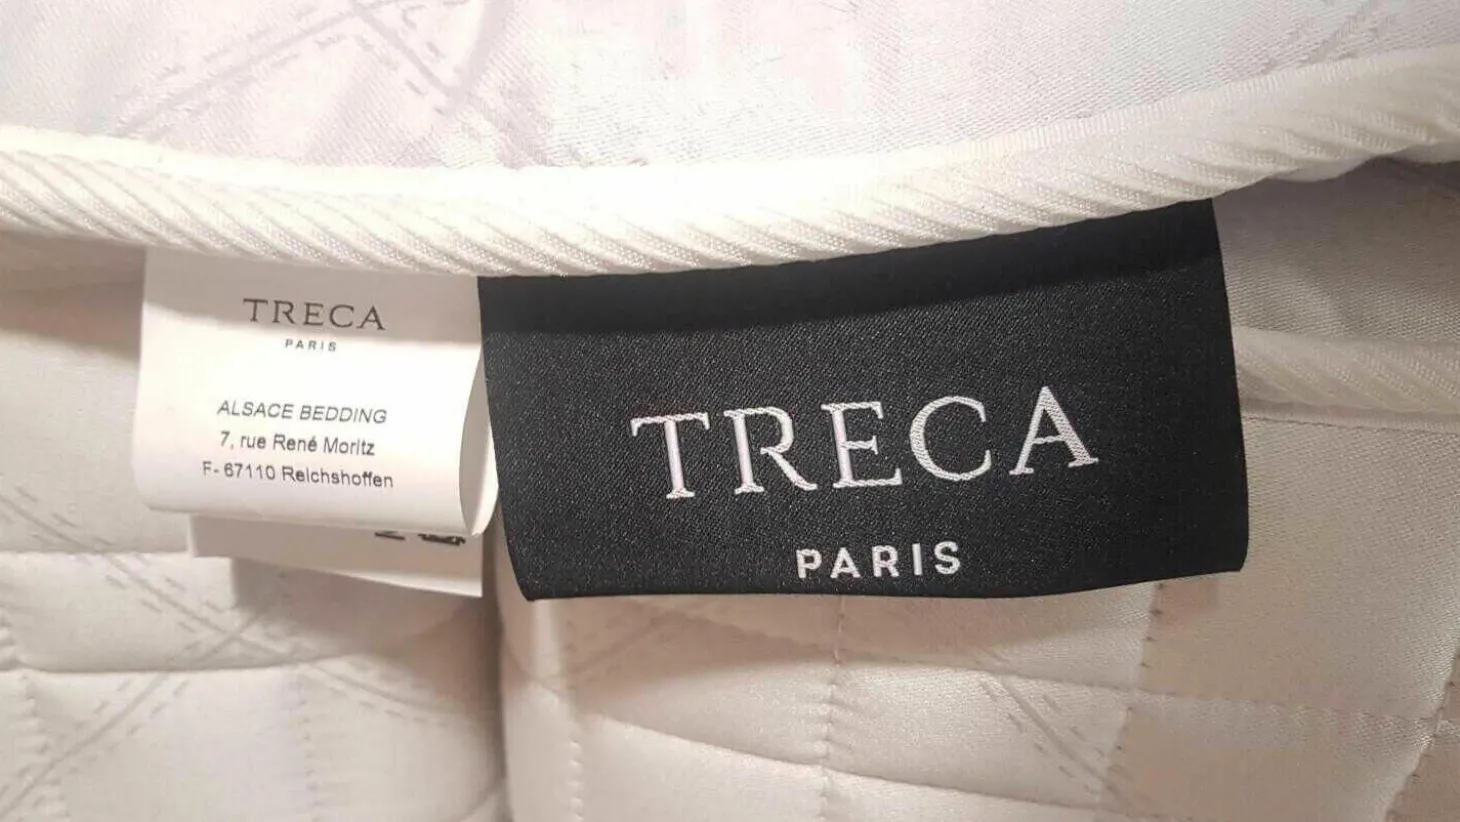 TRECA
PARIS
ALSACE BEDDING
7, rue René Moritz
F- 67110 Reichshoffen
TRECA
PARIS